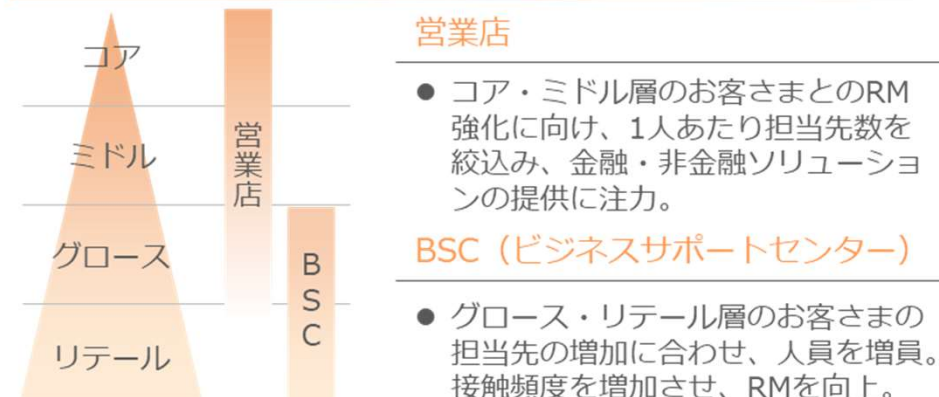 コア
ミドル
グロース
リテール
営業店
BSC
営業店
● コア・ミドル層のお客さまとのRM
強化に向け、1人あたり担当先数を
絞込み、金融・非金融ソリューショ
ンの提供に注力。
BSC（ビジネスサポートセンター）
● グロース・リテール層のお客さまの
担当先の増加に合わせ、人員を増員。
接触頻度を増加させ、RMを向上。